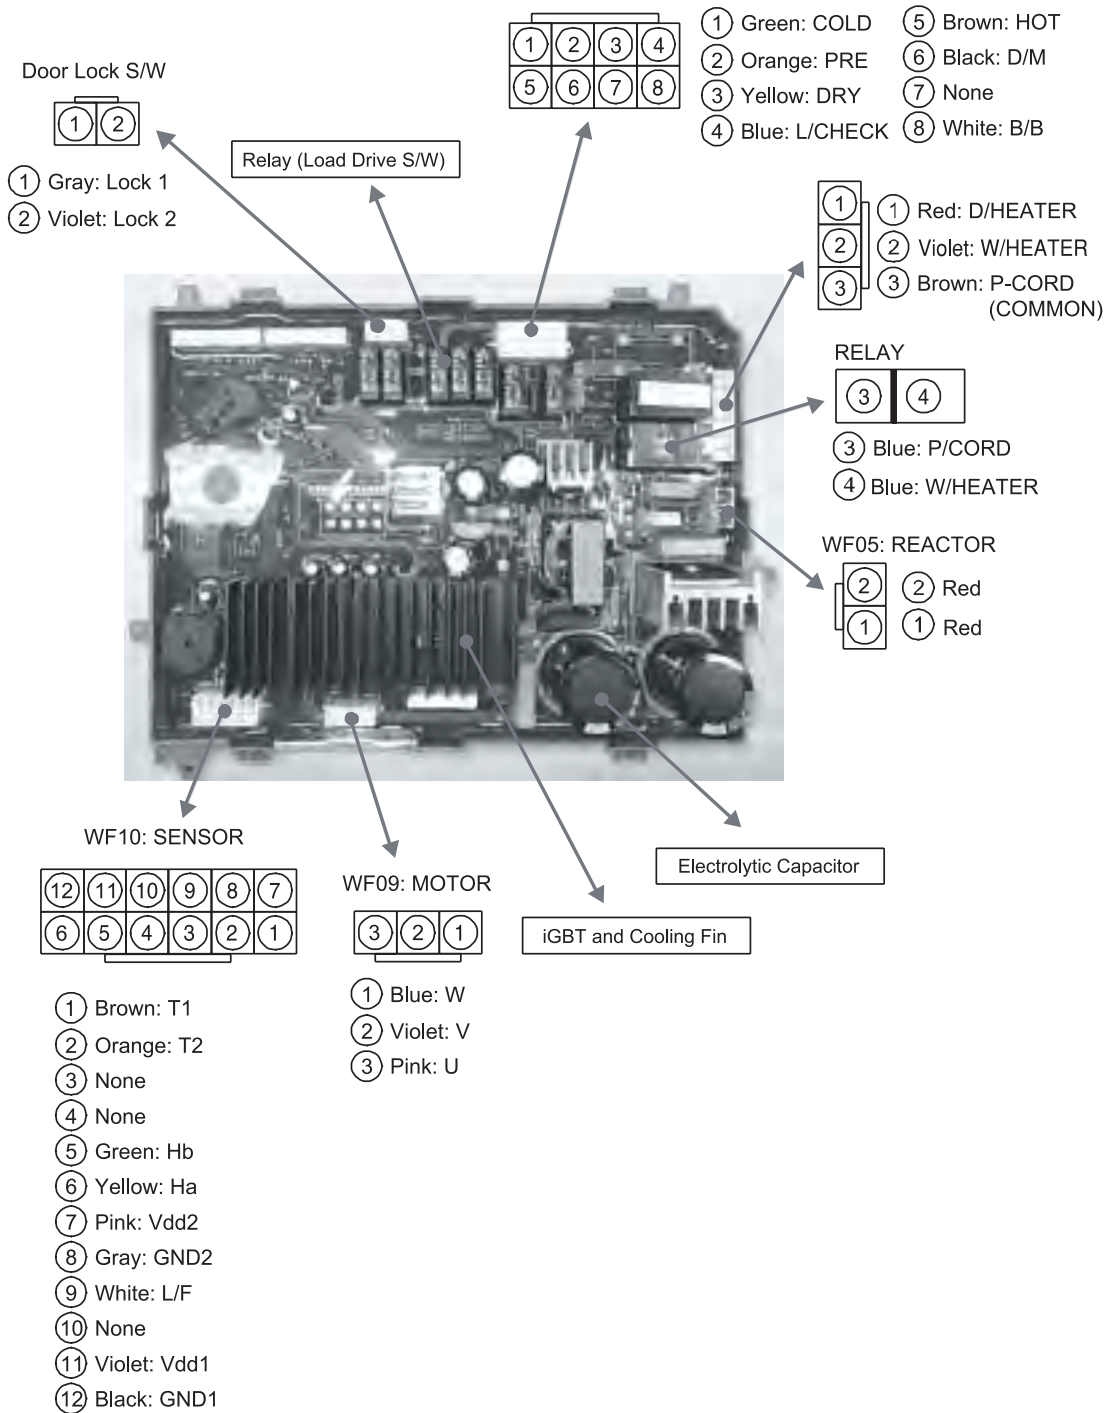 Door Lock S/W
1 2
1 Gray: Lock 1
2 Violet: Lock 2
Relay (Load Drive S/W)
1 2 3 4
5 6 7 8
1 Green: COLD
2 Orange: PRE
3 Yellow: DRY
4 Blue: L/CHECK
5 Brown: HOT
6 Black: D/M
7 None
8 White: B/B
1
2
3
1 Red: D/HEATER
2 Violet: W/HEATER
3 Brown: P-CORD
(COMMON)
RELAY
3 4
3 Blue: P/CORD
4 Blue: W/HEATER
WF05: REACTOR
2
1
2 Red
1 Red
WF10: SENSOR
12 11 10 9 8 7
6 5 4 3 2 1
1 Brown: T1
2 Orange: T2
3 None
4 None
5 Green: Hb
6 Yellow: Ha
7 Pink: Vdd2
8 Gray: GND2
9 White: L/F
10 None
11 Violet: Vdd1
12 Black: GND1
WF09: MOTOR
3 2 1
1 Blue: W
2 Violet: V
3 Pink: U
iGBT and Cooling Fin
Electrolytic Capacitor